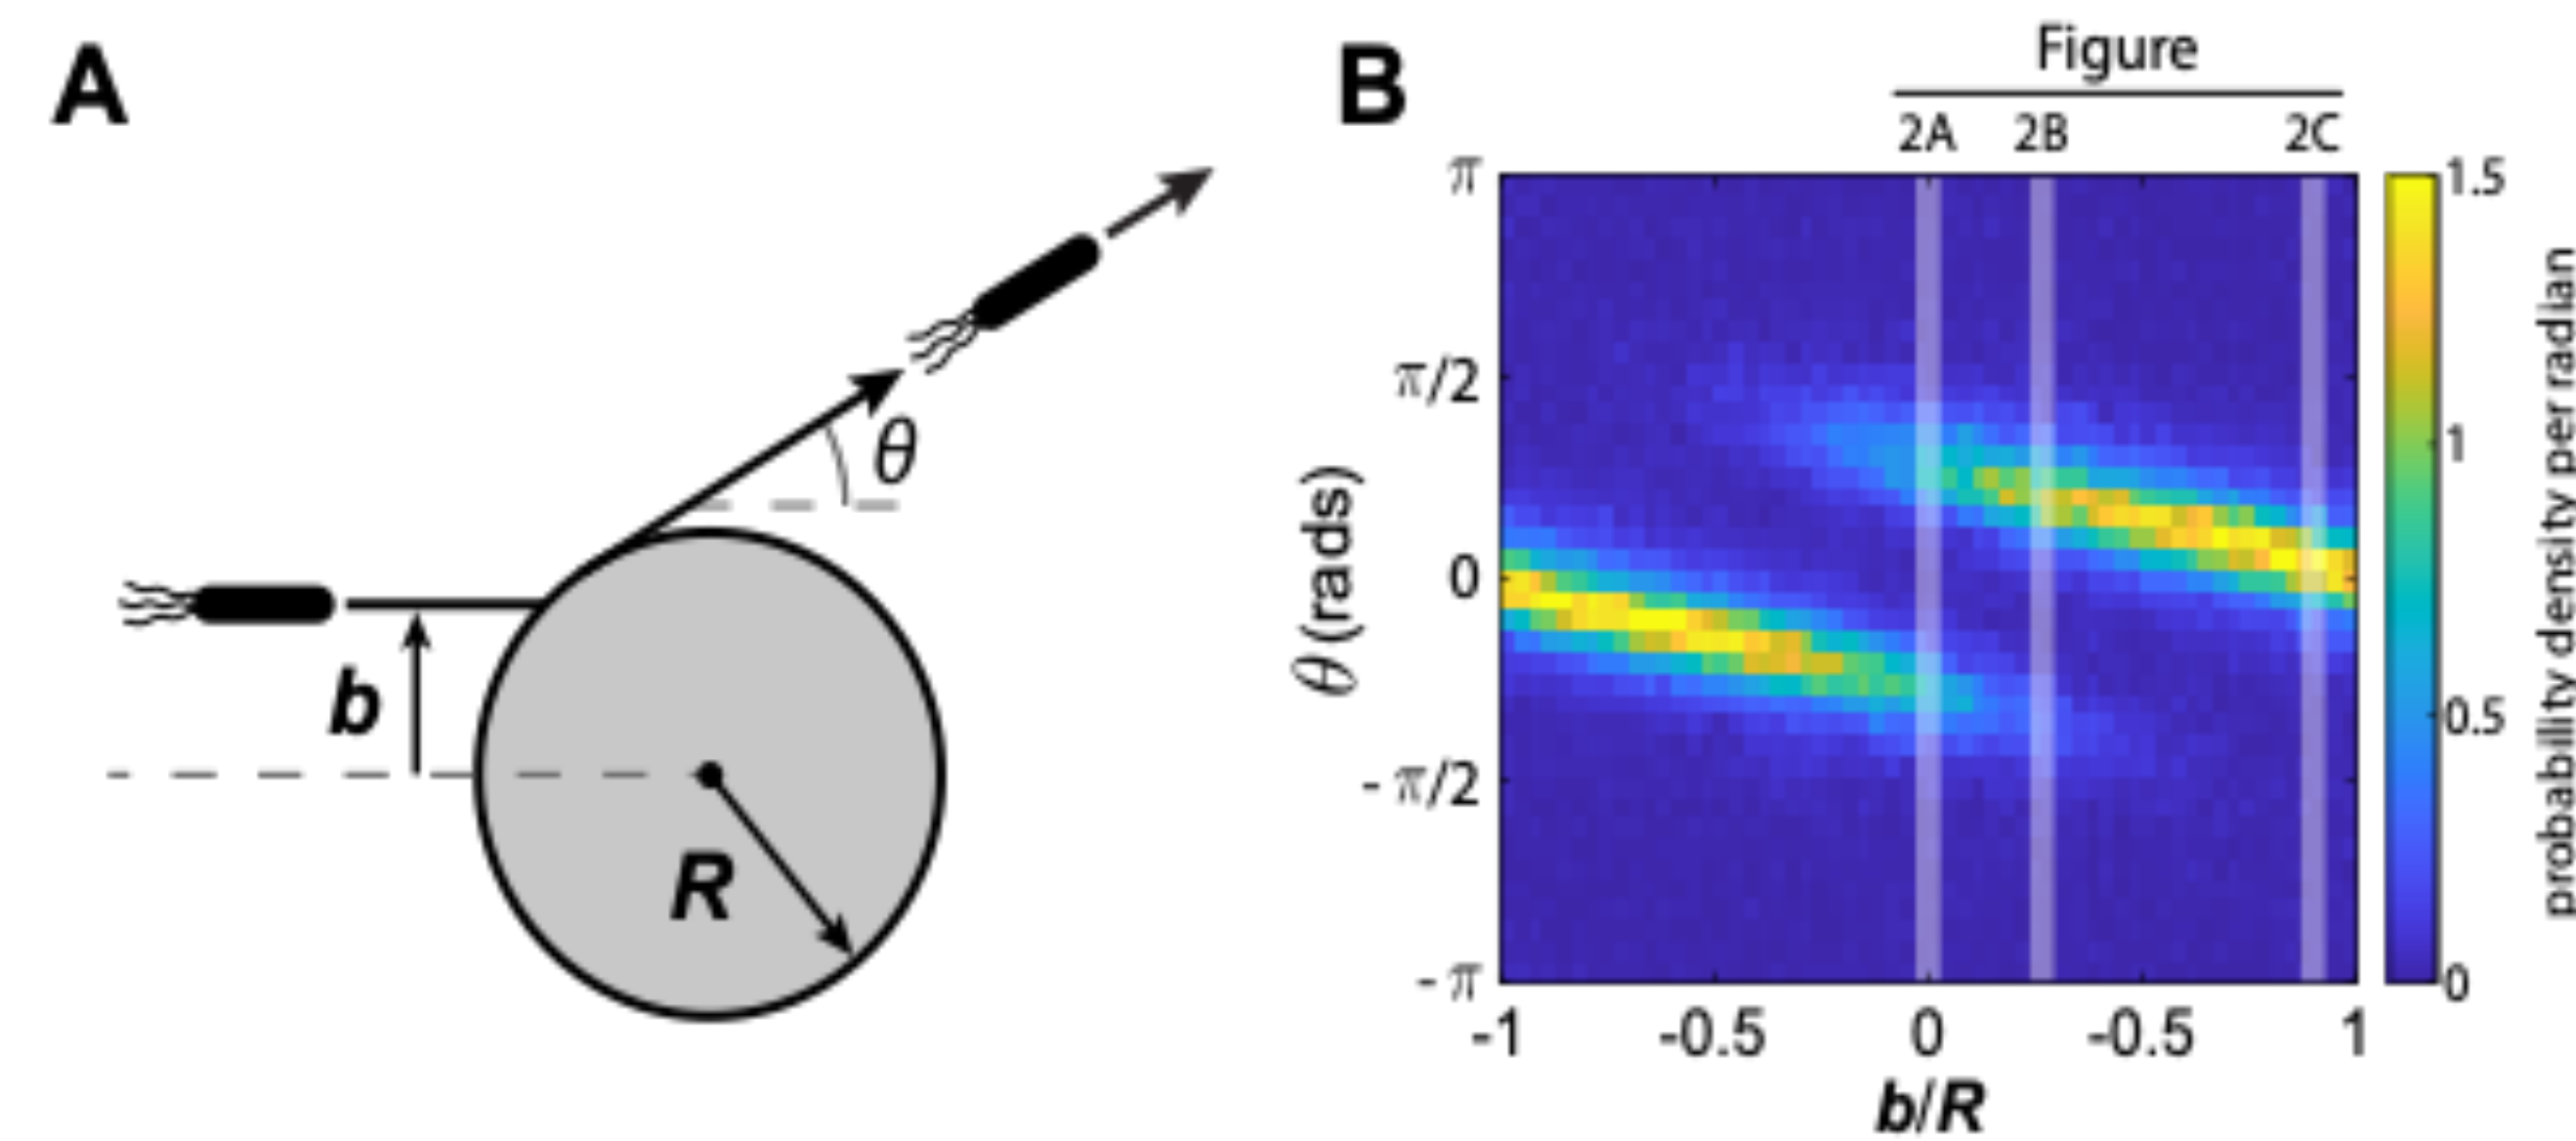 A
b
R
θ
B
Figure
2A 2B 2C
π
π/2
0
- π/2
- π
θ (rads)
-1 -0.5 0 -0.5 1
b/R
1.5
1
0.5
0
probability density per radian